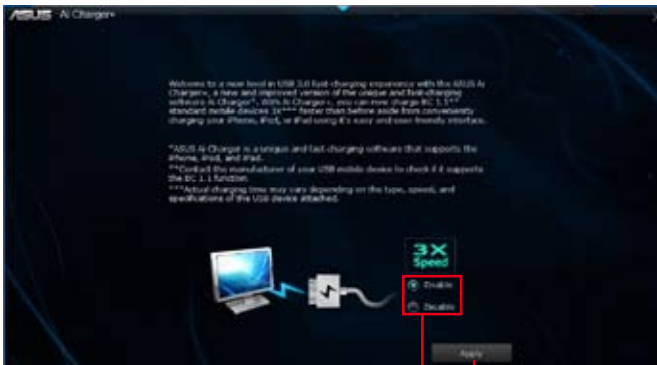 ASUS Ai Charger+
Welcome to a new level in USB 3.0 fast-charging experience with the ASUS Ai
Charger+, a new and improved version of the unique and fast-charging
software Ai Charger*. With Ai Charger+, you can now charge BC 1.1**
standard mobile devices 3X*** faster than before aside from conveniently
charging your iPhone, iPod, or iPad using it's easy and user-friendly interface.
*ASUS Ai Charger is a unique and fast-charging software that supports the
iPhone, iPod, and iPad.
**Contact the manufacturer of your USB mobile device to check if it supports
the BC 1.1 function.
***Actual charging time may vary depending on the type, speed, and
specifications of the USB device attached.
3X
Speed
Enable
Disable
Apply